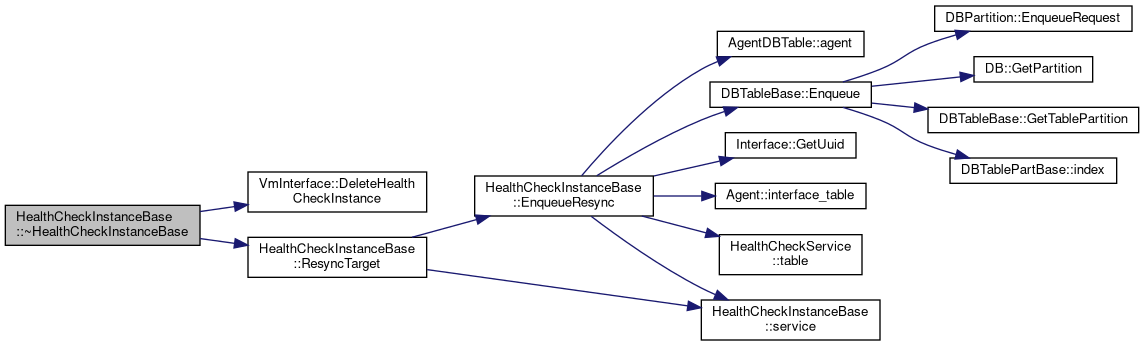 HealthCheckInstanceBase
::~HealthCheckInstanceBase
VmInterface::DeleteHealth
CheckInstance
HealthCheckInstanceBase
::ResyncTarget
HealthCheckInstanceBase
::EnqueueResync
AgentDBTable::agent
DBTableBase::Enqueue
Interface::GetUuid
Agent::interface_table
HealthCheckService
::table
HealthCheckInstanceBase
::service
DBPartition::EnqueueRequest
DB::GetPartition
DBTableBase::GetTablePartition
DBTablePartBase::index